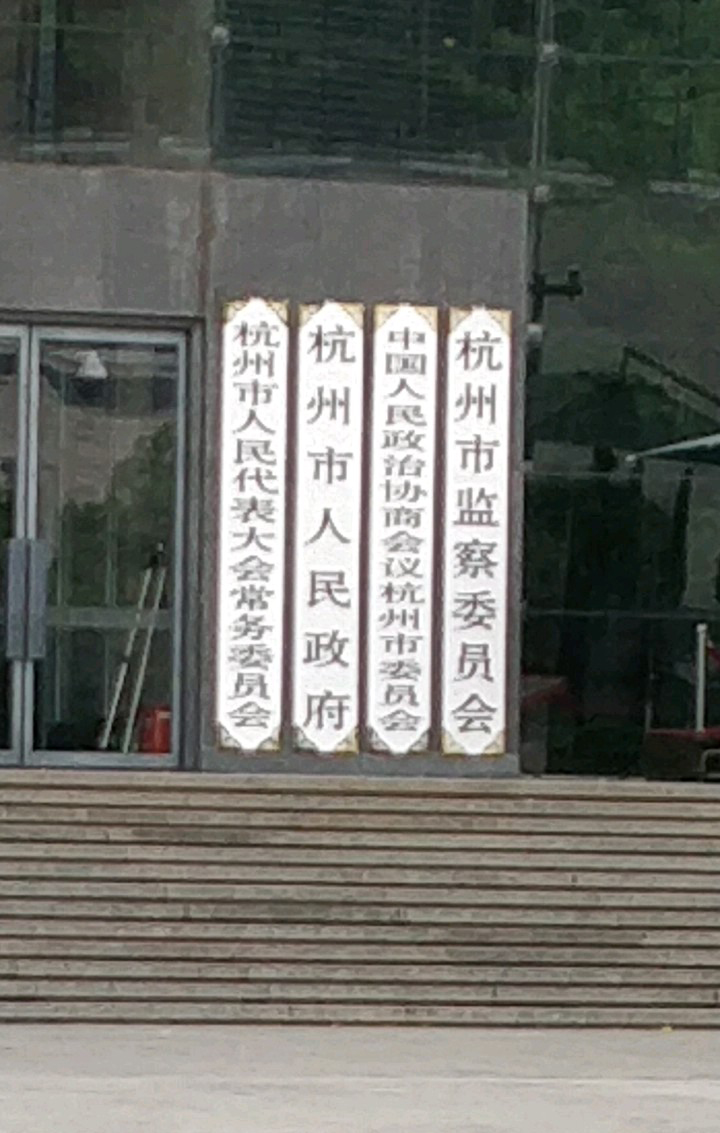 杭州市人民代表大会常务委员会
杭州市人民政府
中国人民政治协商会议杭州市委员会
杭州市监察委员会